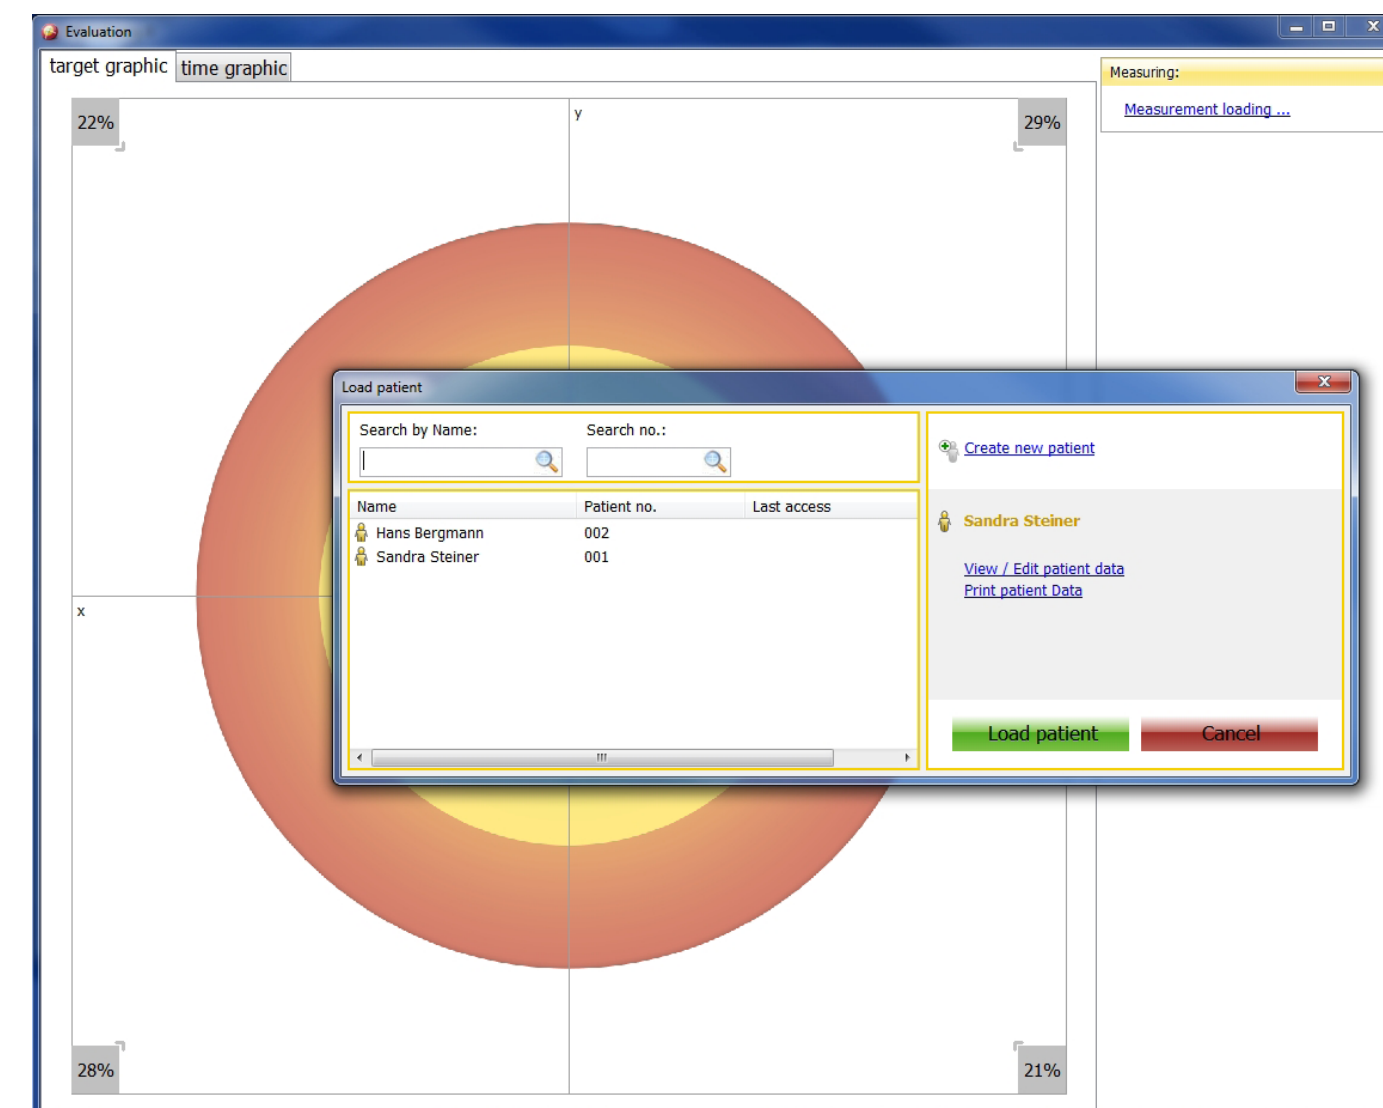 Evaluation
target graphic time graphic
Measuring:
Measurement loading ...
22%
y
29%
x
28%
21%
Load patient
Search by Name: Search no.:
Name Patient no. Last access
Hans Bergmann 002
Sandra Steiner 001
Create new patient
Sandra Steiner
View / Edit patient data
Print patient Data
Load patient Cancel